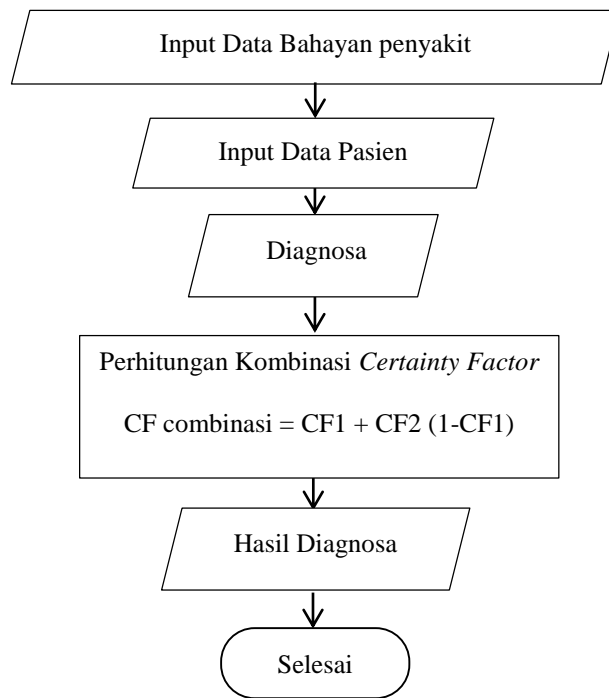 Input Data Bahayan penyakit
Input Data Pasien
Diagnosa
Perhitungan Kombinasi Certainty Factor
CF combinasi = CF1 + CF2 (1-CF1)
Hasil Diagnosa
Selesai